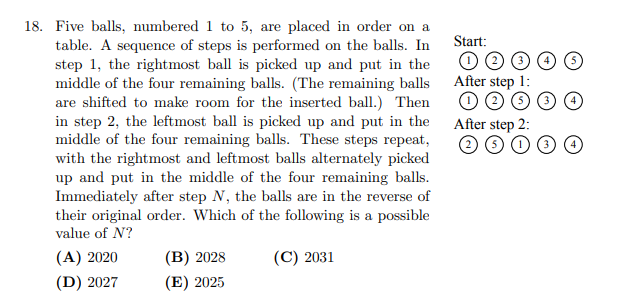 18. Five balls, numbered 1 to 5, are placed in order on a
table. A sequence of steps is performed on the balls. In
step 1, the rightmost ball is picked up and put in the
middle of the four remaining balls. (The remaining balls
are shifted to make room for the inserted ball.) Then
in step 2, the leftmost ball is picked up and put in the
middle of the four remaining balls. These steps repeat,
with the rightmost and leftmost balls alternately picked
up and put in the middle of the four remaining balls.
Immediately after step N, the balls are in the reverse of
their original order. Which of the following is a possible
value of N?
(A) 2020 (B) 2028 (C) 2031
(D) 2027 (E) 2025
Start:
1 2 3 4 5
After step 1:
1 2 5 3 4
After step 2:
2 5 1 3 4